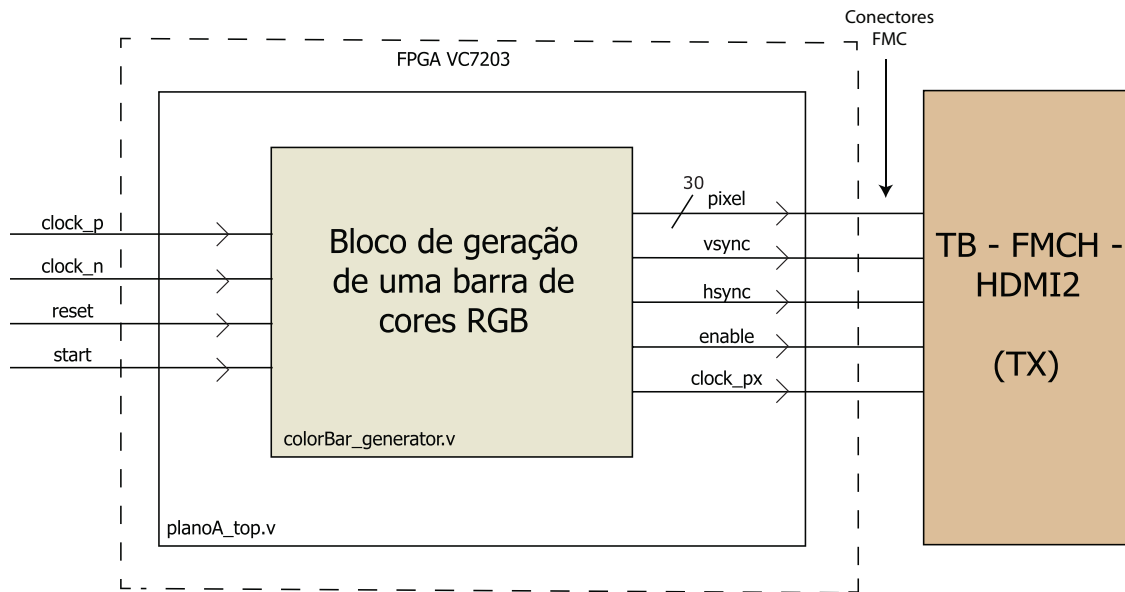 Conectores
FMC
FPGA VC7203
clock_p
clock_n
reset
start
Bloco de geração
de uma barra de
cores RGB
colorBar_generator.v
planoA_top.v
30
pixel
vsync
hsync
enable
clock_px
TB - FMCH -
HDMI2
(TX)